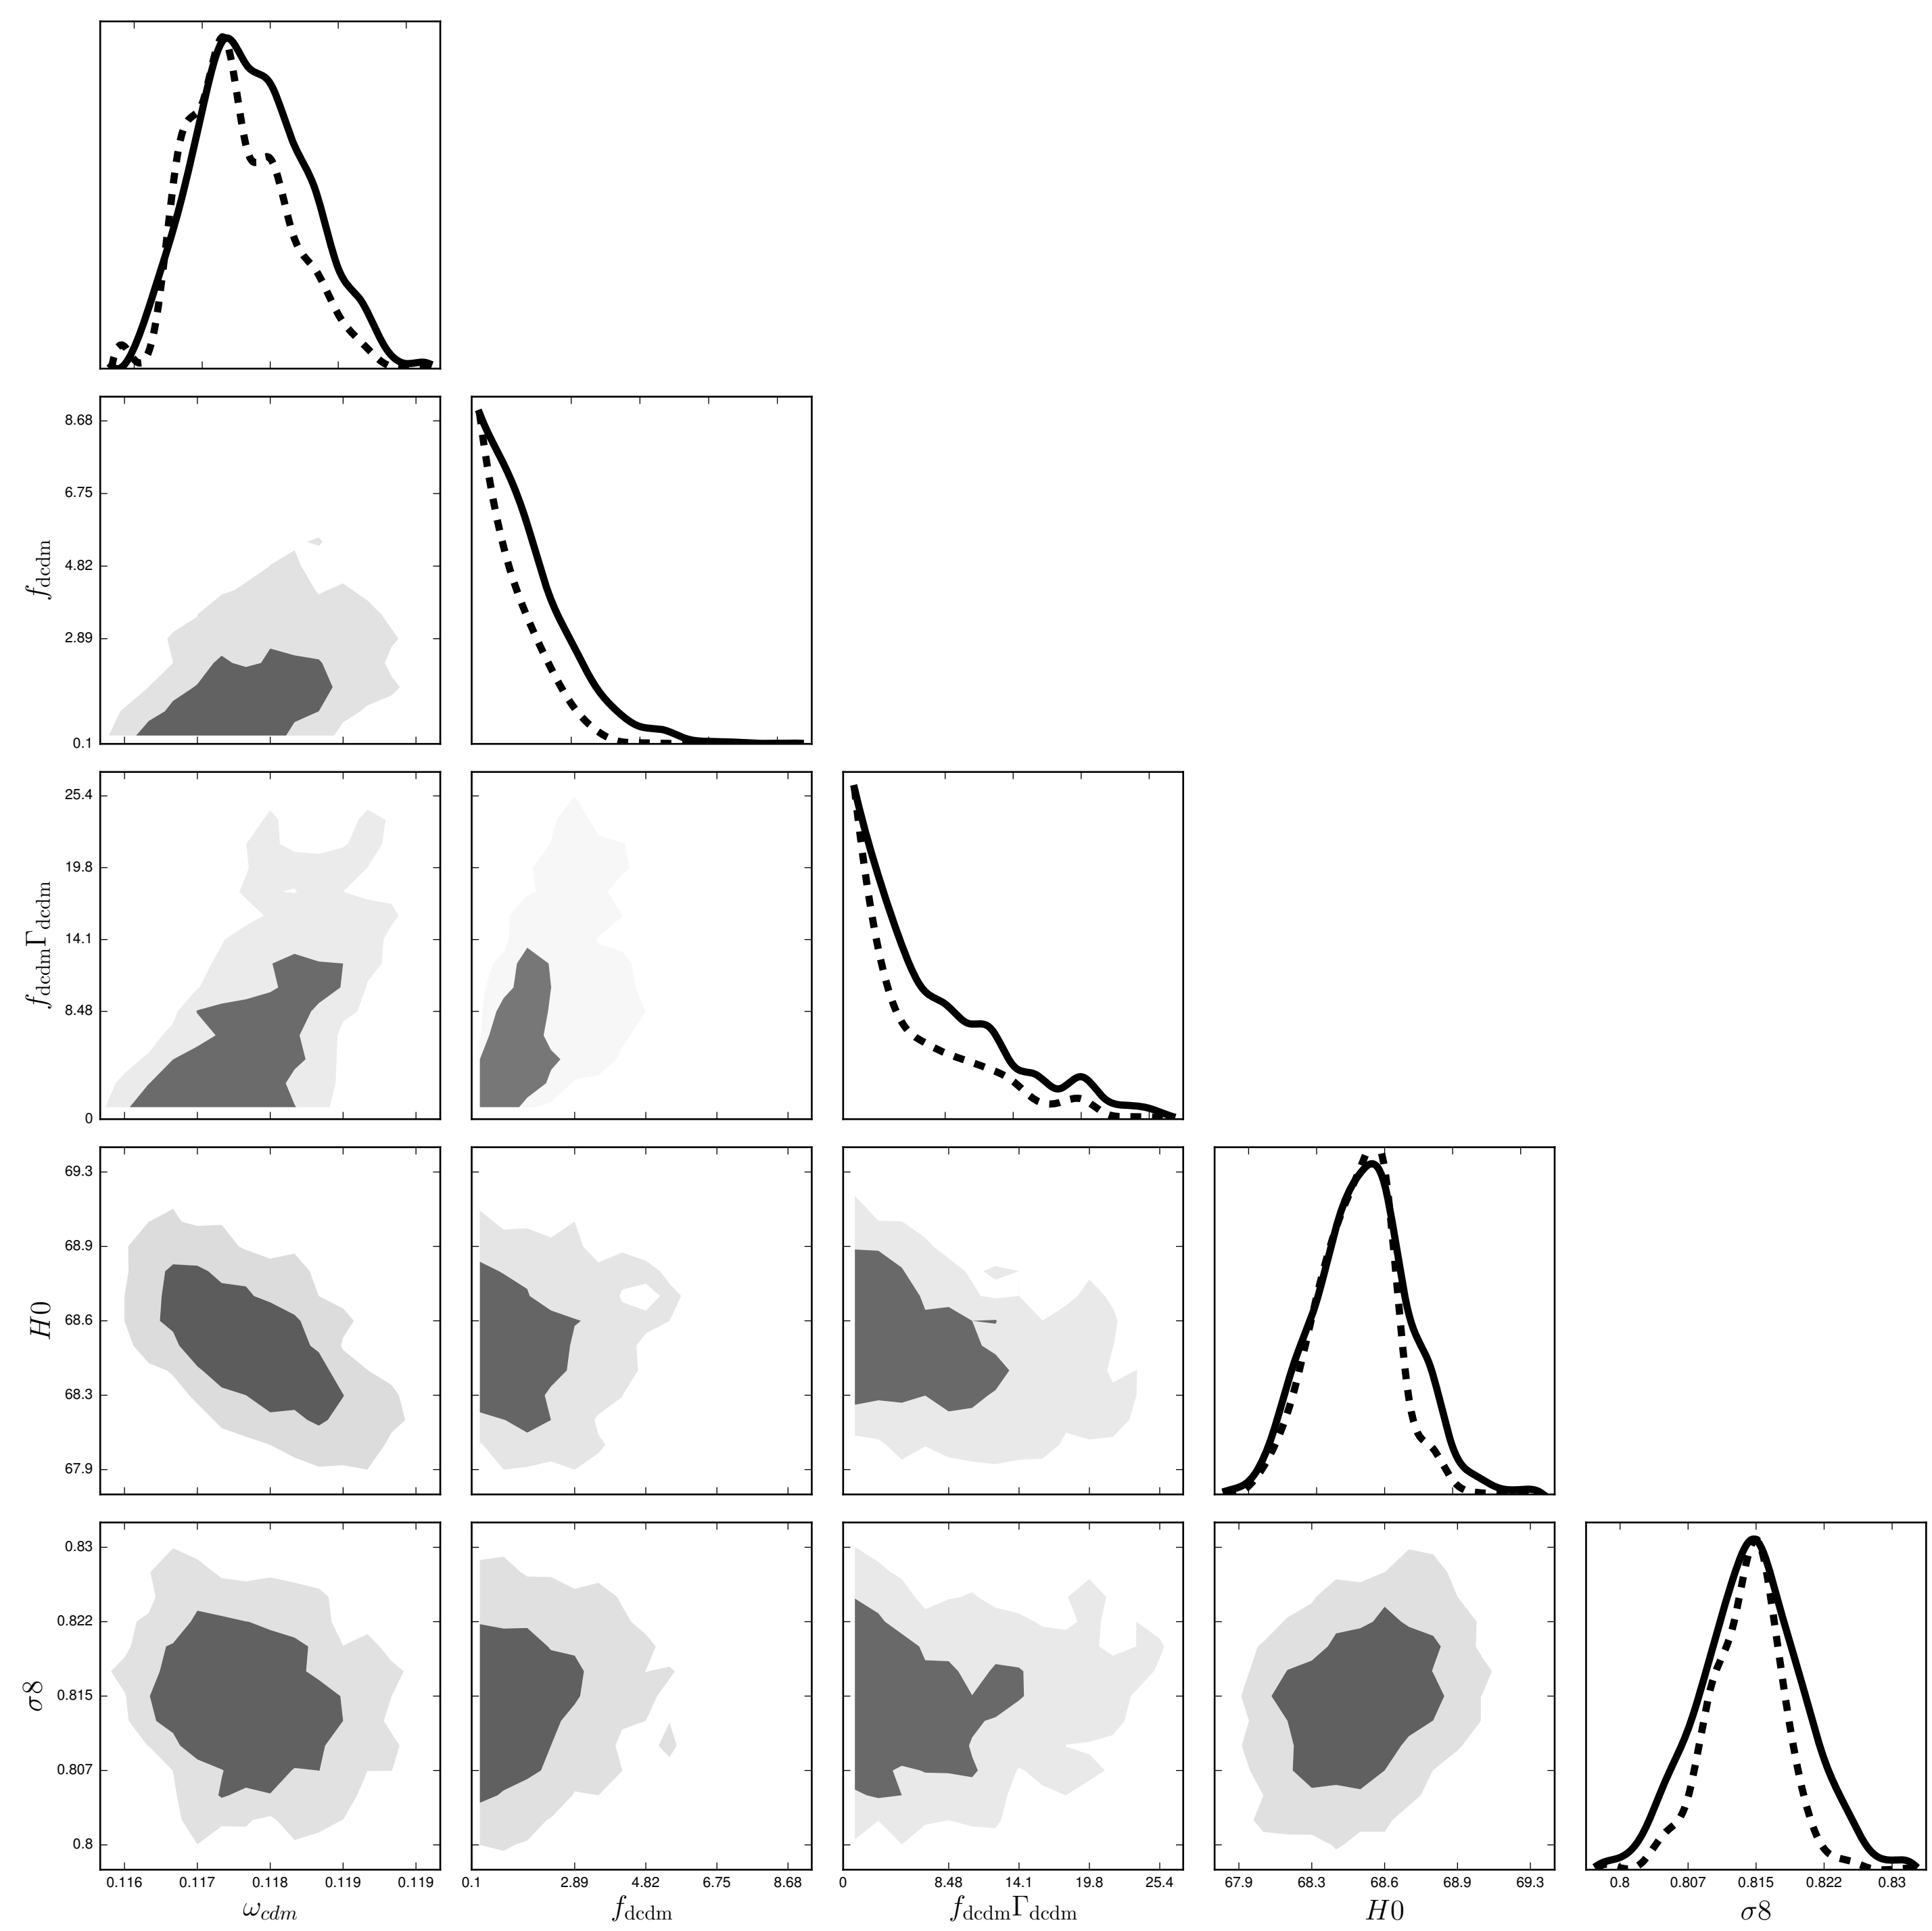 8.68
6.75
4.82
2.89
0.1
f_dcdm
25.4
19.8
14.1
8.48
0
f_dcdm Γ_dcdm
69.3
68.9
68.6
68.3
67.9
H0
0.83
0.822
0.815
0.807
0.8
σ8
0.116 0.117 0.118 0.119 0.119
ω_cdm
0.1 2.89 4.82 6.75 8.68
f_dcdm
0 8.48 14.1 19.8 25.4
f_dcdm Γ_dcdm
67.9 68.3 68.6 68.9 69.3
H0
0.8 0.807 0.815 0.822 0.83
σ8